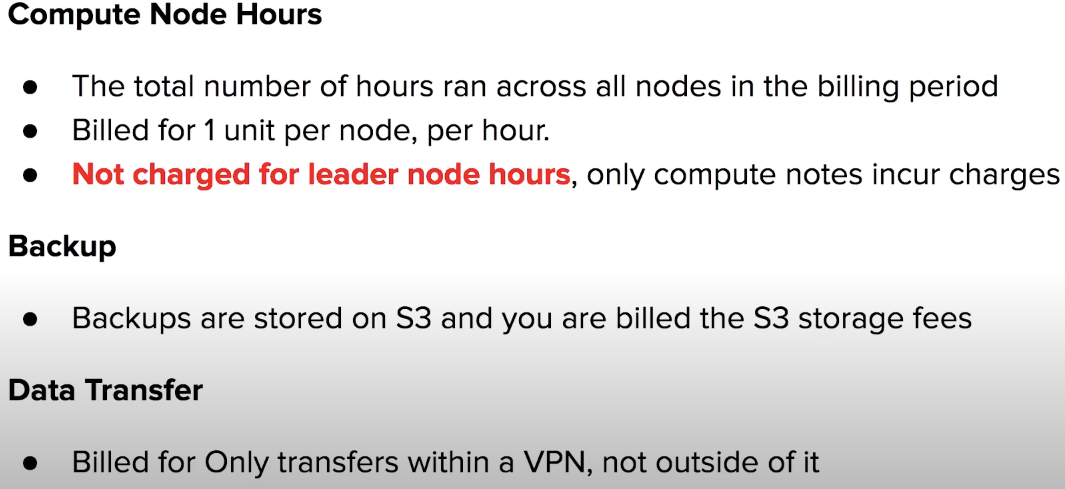 Compute Node Hours
● The total number of hours ran across all nodes in the billing period
● Billed for 1 unit per node, per hour.
● Not charged for leader node hours, only compute notes incur charges
Backup
● Backups are stored on S3 and you are billed the S3 storage fees
Data Transfer
● Billed for Only transfers within a VPN, not outside of it